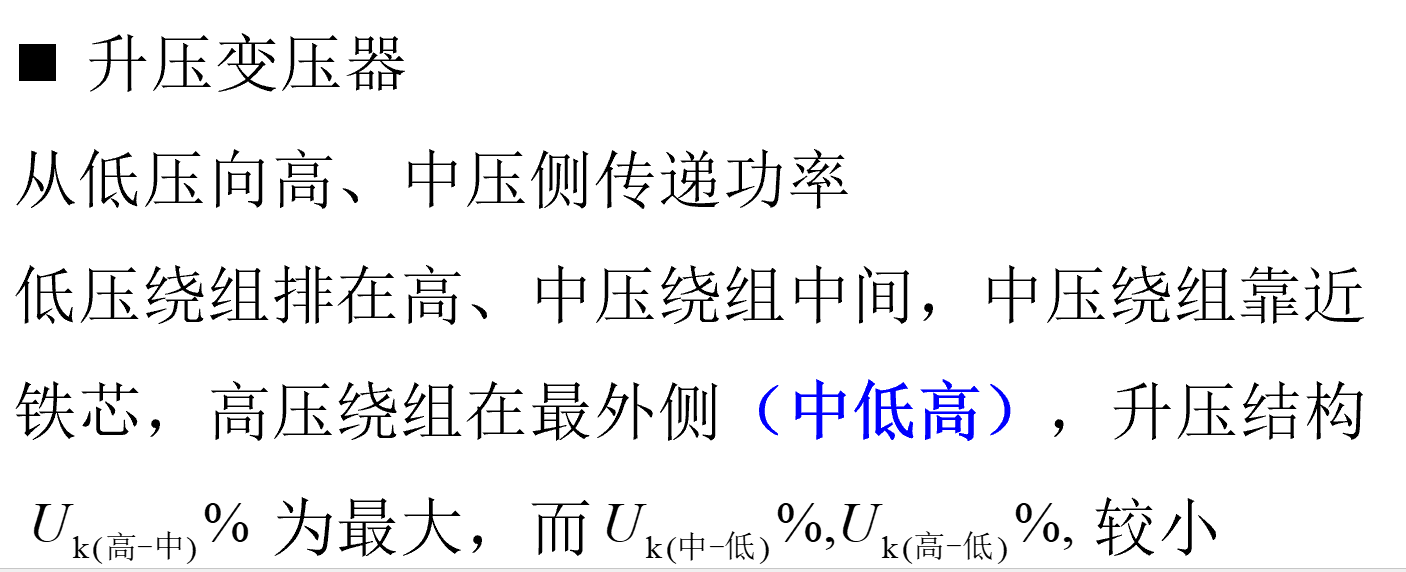 ■ 升压变压器
从低压向高、中压侧传递功率
低压绕组排在高、中压绕组中间，中压绕组靠近
铁芯，高压绕组在最外侧（中低高），升压结构
U k(高-中)% 为最大，而U k(中-低)%,U k(高-低)%, 较小